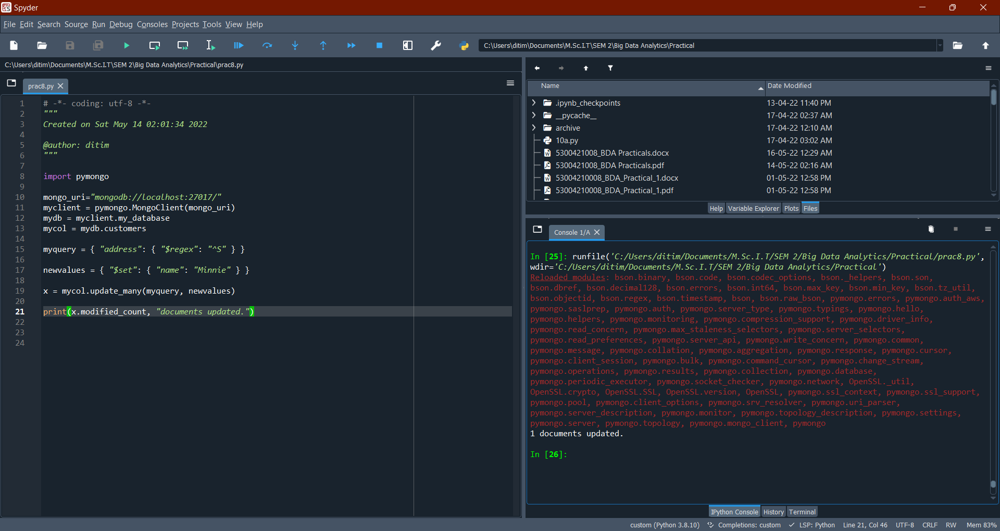 Spyder
File Edit Search Source Run Debug Consoles Projects Tools View Help
C:\Users\ditim\Documents\M.Sc.I.T\SEM 2\Big Data Analytics\Practical
C:\Users\ditim\Documents\M.Sc.I.T\SEM 2\Big Data Analytics\Practical\prac8.py
prac8.py
1 # -*- coding: utf-8 -*-
2 """
3 Created on Sat May 14 02:01:34 2022
4
5 @author: ditim
6 """
7
8 import pymongo
9
10 mongo_uri="mongodb://localhost:27017/"
11 myclient = pymongo.MongoClient(mongo_uri)
12 mydb = myclient.my_database
13 mycol = mydb.customers
14
15 myquery = { "address": { "$regex": "^S" } }
16
17 newvalues = { "$set": { "name": "Minnie" } }
18
19 x = mycol.update_many(myquery, newvalues)
20
21 print(x.modified_count, "documents updated.")
22
23
24
Name Date Modified
.ipynb_checkpoints 13-04-22 11:40 PM
__pycache__ 17-04-22 02:37 AM
archive 17-04-22 12:10 AM
10a.py 17-04-22 03:02 AM
5300421008_BDA Practicals.docx 16-05-22 12:29 AM
5300421008_BDA Practicals.pdf 14-05-22 02:16 AM
53004210008_BDA_Practical_1.docx 01-05-22 12:58 PM
53004210008_BDA_Practical_1.pdf 01-05-22 12:58 PM
Help Variable Explorer Plots Files
Console 1/A
In [25]: runfile('C:/Users/ditim/Documents/M.Sc.I.T/SEM 2/Big Data Analytics/Practical/prac8.py',
wdir='C:/Users/ditim/Documents/M.Sc.I.T/SEM 2/Big Data Analytics/Practical')
Reloaded modules: bson.binary, bson.code, bson.codec_options, bson._helpers, bson.son,
bson.dbref, bson.decimal128, bson.errors, bson.int64, bson.max_key, bson.min_key, bson.tz_util,
bson.objectid, bson.regex, bson.timestamp, bson, bson.raw_bson, pymongo.errors, pymongo.auth_aws,
pymongo.saslprep, pymongo.auth, pymongo.server_type, pymongo.typings, pymongo.hello,
pymongo.helpers, pymongo.monitoring, pymongo.compression_support, pymongo.driver_info,
pymongo.read_concern, pymongo.max_staleness_selectors, pymongo.server_selectors,
pymongo.read_preferences, pymongo.server_api, pymongo.write_concern, pymongo.common,
pymongo.message, pymongo.collation, pymongo.aggregation, pymongo.response, pymongo.cursor,
pymongo.client_session, pymongo.bulk, pymongo.command_cursor, pymongo.change_stream,
pymongo.operations, pymongo.results, pymongo.collection, pymongo.database,
pymongo.periodic_executor, pymongo.socket_checker, pymongo.network, OpenSSL._util,
OpenSSL.crypto, OpenSSL.SSL, OpenSSL.version, OpenSSL, pymongo.ssl_context, pymongo.ssl_support,
pymongo.pool, pymongo.client_options, pymongo.srv_resolver, pymongo.uri_parser,
pymongo.server_description, pymongo.monitor, pymongo.topology_description, pymongo.settings,
pymongo.server, pymongo.topology, pymongo.mongo_client, pymongo
1 documents updated.
In [26]:
IPython Console History Terminal
custom (Python 3.8.10) Completions: custom LSP: Python Line 21, Col 46 UTF-8 CRLF RW Mem 83%